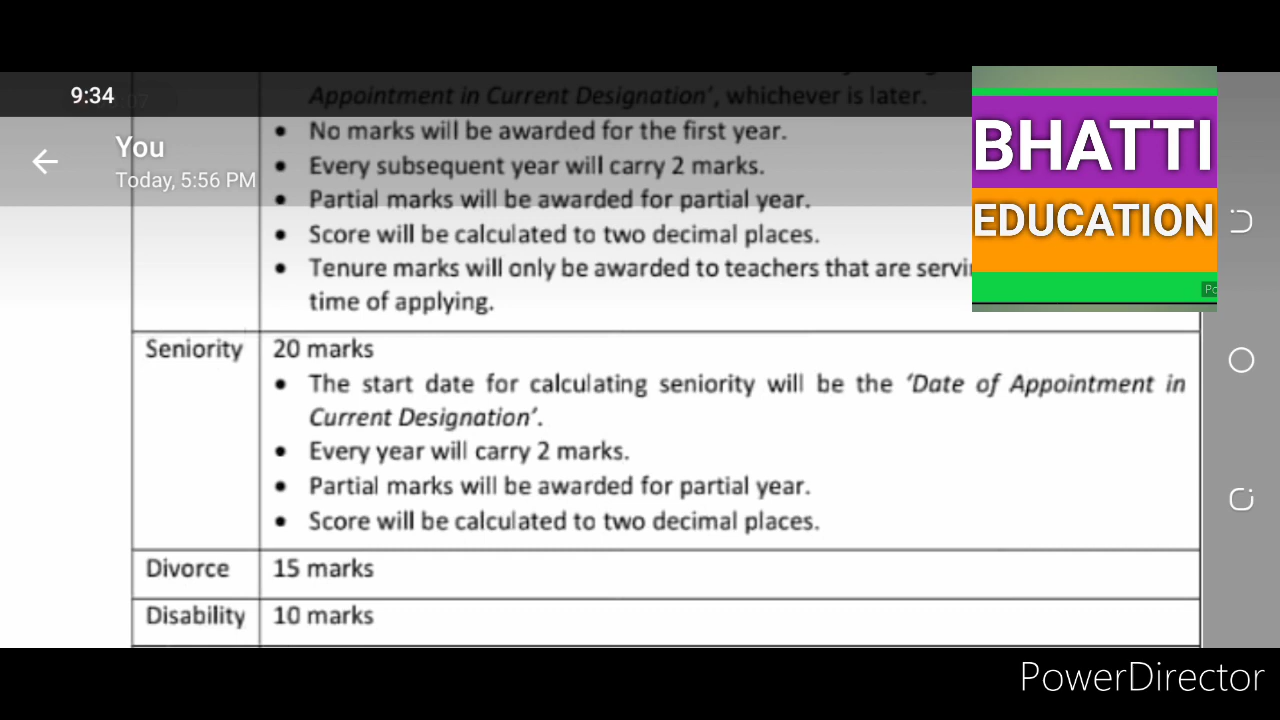 9:34
Appointment in Current Designation', whichever is later.
You
Today, 5:56 PM
• No marks will be awarded for the first year.
• Every subsequent year will carry 2 marks.
• Partial marks will be awarded for partial year.
• Score will be calculated to two decimal places.
• Tenure marks will only be awarded to teachers that are
time of applying.
BHATTI
EDUCATION
Seniority
20 marks
• The start date for calculating seniority will be the 'Date of Appointment in
Current Designation'.
• Every year will carry 2 marks.
• Partial marks will be awarded for partial year.
• Score will be calculated to two decimal places.
Divorce
15 marks
Disability
10 marks
PowerDirector